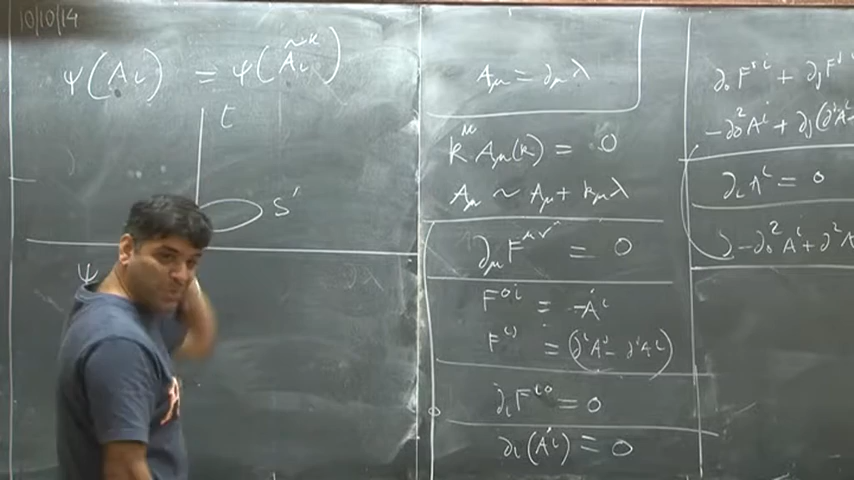 10/10/14
ψ(A_i) = ψ(Ã_i^k)
t
S'
ψ
A_μ = ∂_μ λ
k^μ A_μ(k) = 0
A_μ ~ A_μ + k_μ λ
∂_μ F^{μν} = 0
F^{0i} = -Ȧ^i
F^{ij} = (∂^i A^j - ∂^j A^i)
∂_i F^{i0} = 0
∂_i (Ȧ^i) = 0
∂_0 F^{0i} + ∂_j F
-∂_0^2 A^i + ∂_j (∂^j A^i
∂_i A^i = 0
-∂_0^2 A^i + ∂^2 A